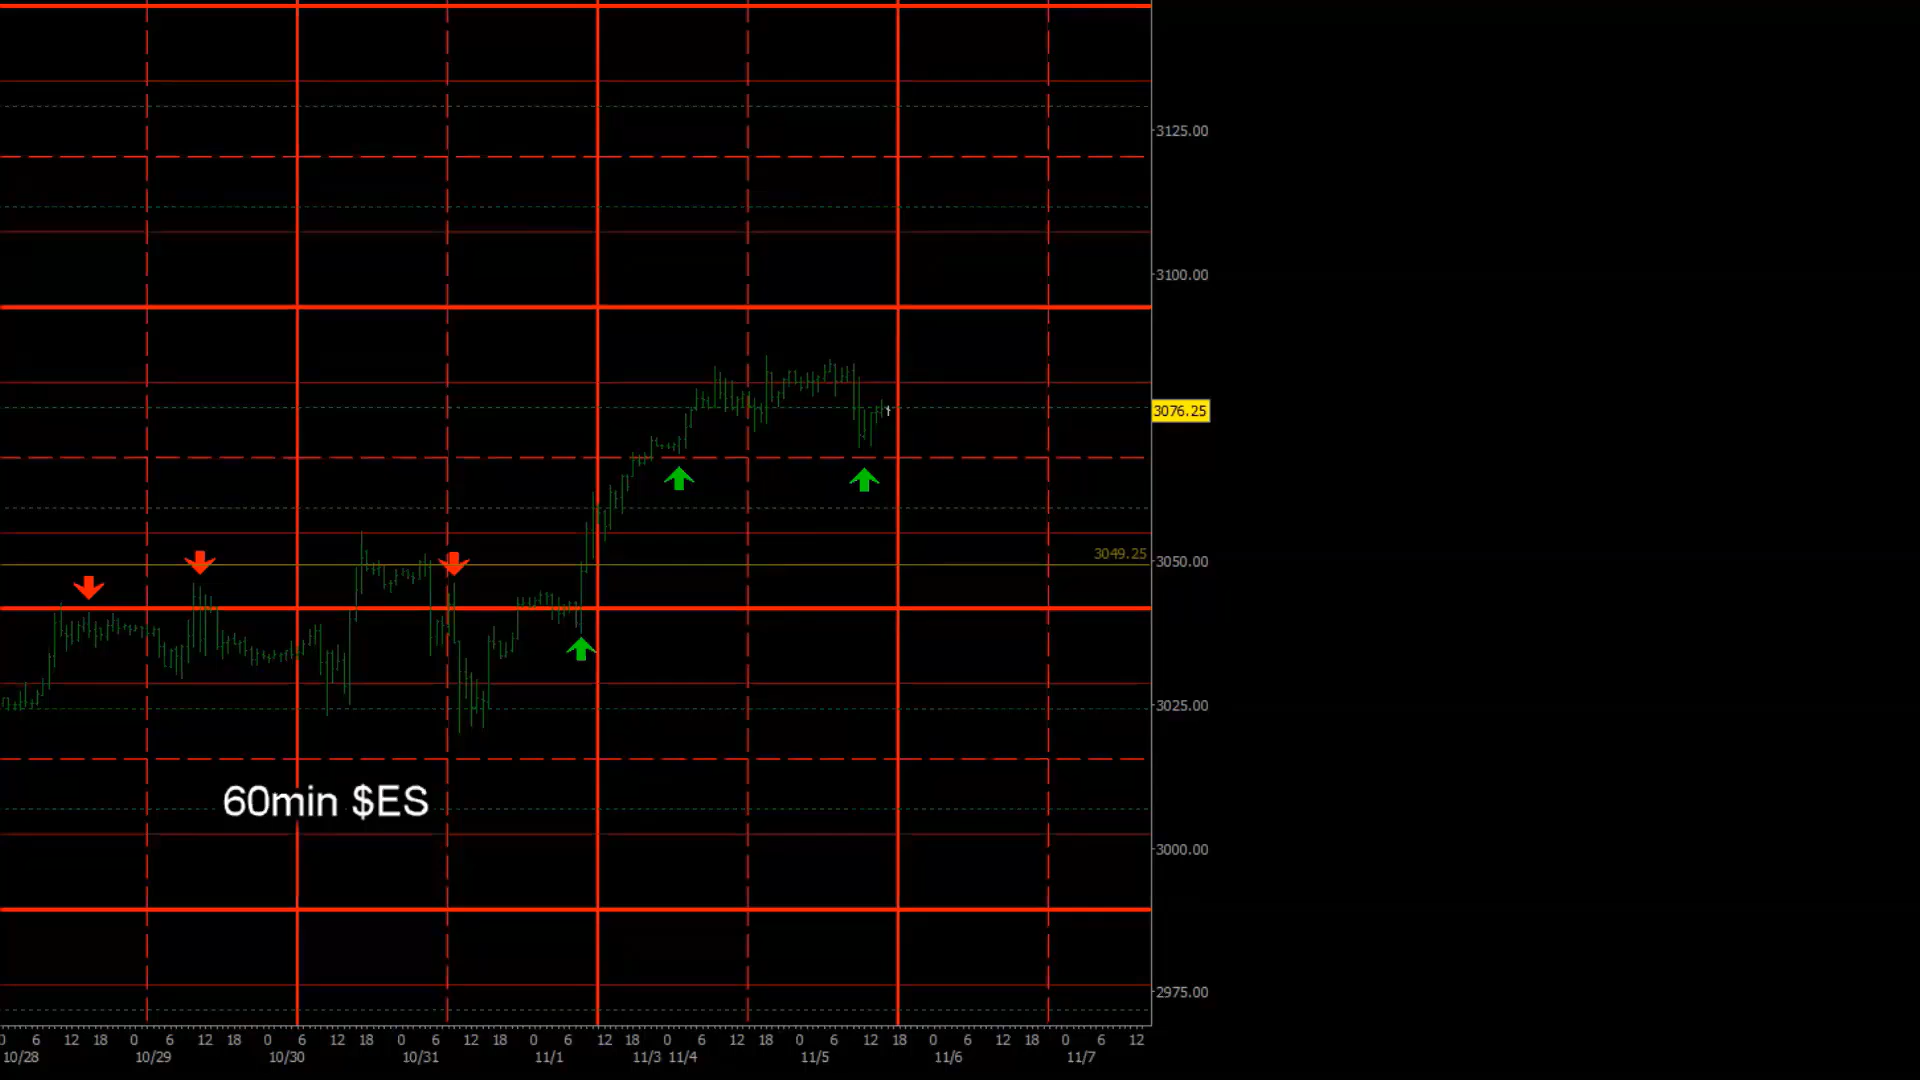 3125.00
3100.00
3076.25
3049.25
3050.00
3025.00
60min $ES
3000.00
2975.00
6 12 18 0 6 12 18 0 6 12 18 0 6 12 18 0 6 12 18 0 6 12 18 0 6 12 18 0 6 12 18 0 6 12
10/28 10/29 10/30 10/31 11/1 11/3 11/4 11/5 11/6 11/7